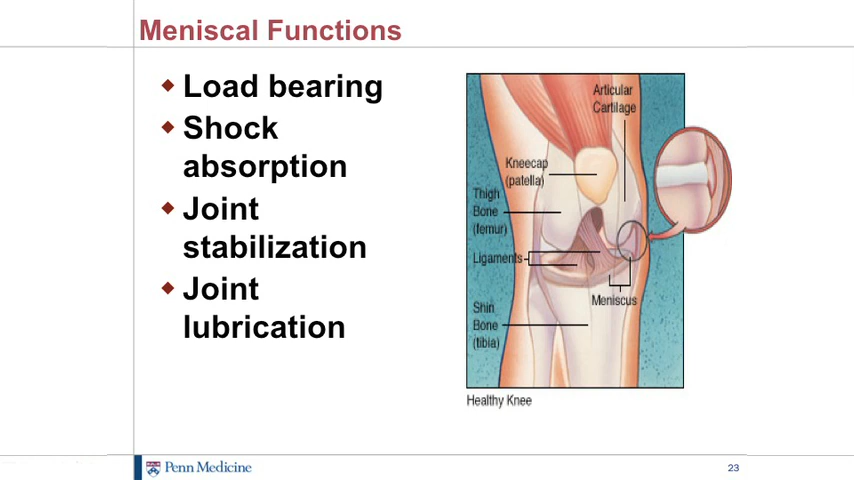 Meniscal Functions
Load bearing
Shock
absorption
Joint
stabilization
Joint
lubrication
Articular
Cartilage
Kneecap
(patella)
Thigh
Bone
(femur)
Ligaments
Meniscus
Shin
Bone
(tibia)
Healthy Knee
Penn Medicine
23